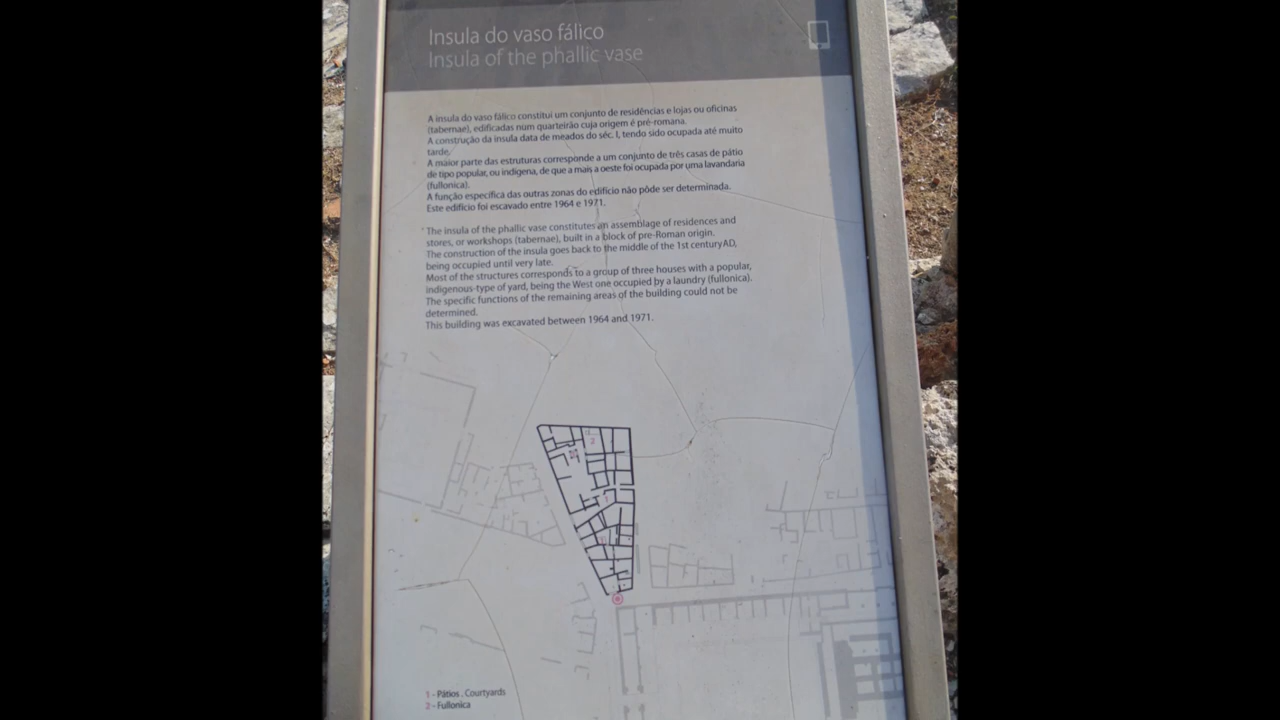 Insula do vaso fálico
Insula of the phallic vase
A insula do vaso fálico constitui um conjunto de residências e lojas ou oficinas
(tabernae), edificadas num quarteirão cuja origem é pré-romana.
A construção da insula data de meados do séc. I, tendo sido ocupada até muito
tarde.
A maior parte das estruturas corresponde a um conjunto de três casas de pátio
de tipo popular, ou indígena, de que a mais a oeste foi ocupada por uma lavandaria
(fullonica).
A função específica das outras zonas do edifício não pôde ser determinada.
Este edifício foi escavado entre 1964 e 1971.
The insula of the phallic vase constitutes an assemblage of residences and
stores, or workshops (tabernae), built in a block of pre-Roman origin.
The construction of the insula goes back to the middle of the 1st century AD,
being occupied until very late.
Most of the structures corresponds to a group of three houses with a popular,
indigenous-type of yard, being the West one occupied by a laundry (fullonica).
The specific functions of the remaining areas of the building could not be
determined.
This building was excavated between 1964 and 1971.
2
1
1 - Pátios . Courtyards
2 - Fullonica